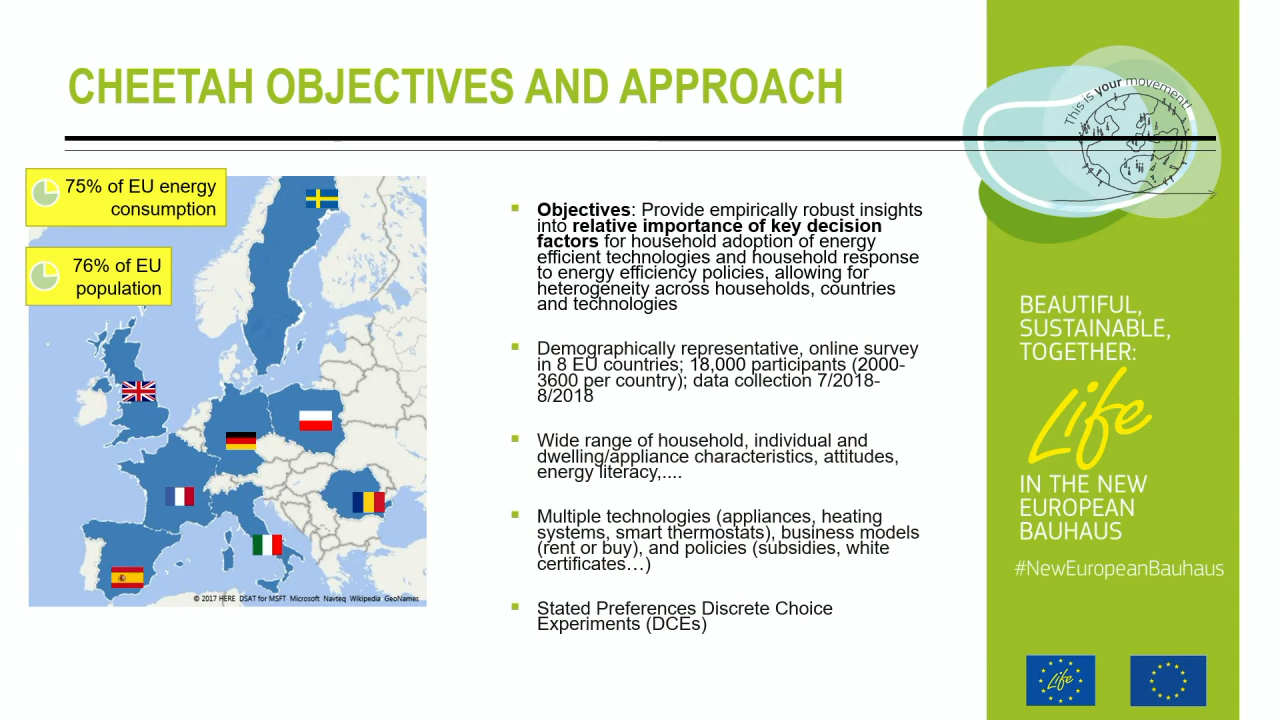 CHEETAH OBJECTIVES AND APPROACH
75% of EU energy
consumption
76% of EU
population
© 2017 HERE DSAT for MSFT Microsoft Navteq Wikipedia GeoNames
Objectives: Provide empirically robust insights
into relative importance of key decision
factors for household adoption of energy
efficient technologies and household response
to energy efficiency policies, allowing for
heterogeneity across households, countries
and technologies
Demographically representative, online survey
in 8 EU countries; 18,000 participants (2000-
3600 per country); data collection 7/2018-
8/2018
Wide range of household, individual and
dwelling/appliance characteristics, attitudes,
energy literacy,....
Multiple technologies (appliances, heating
systems, smart thermostats), business models
(rent or buy), and policies (subsidies, white
certificates…)
Stated Preferences Discrete Choice
Experiments (DCEs)
This is your movement!
BEAUTIFUL,
SUSTAINABLE,
TOGETHER:
Life
IN THE NEW
EUROPEAN
BAUHAUS
#NewEuropeanBauhaus
Life